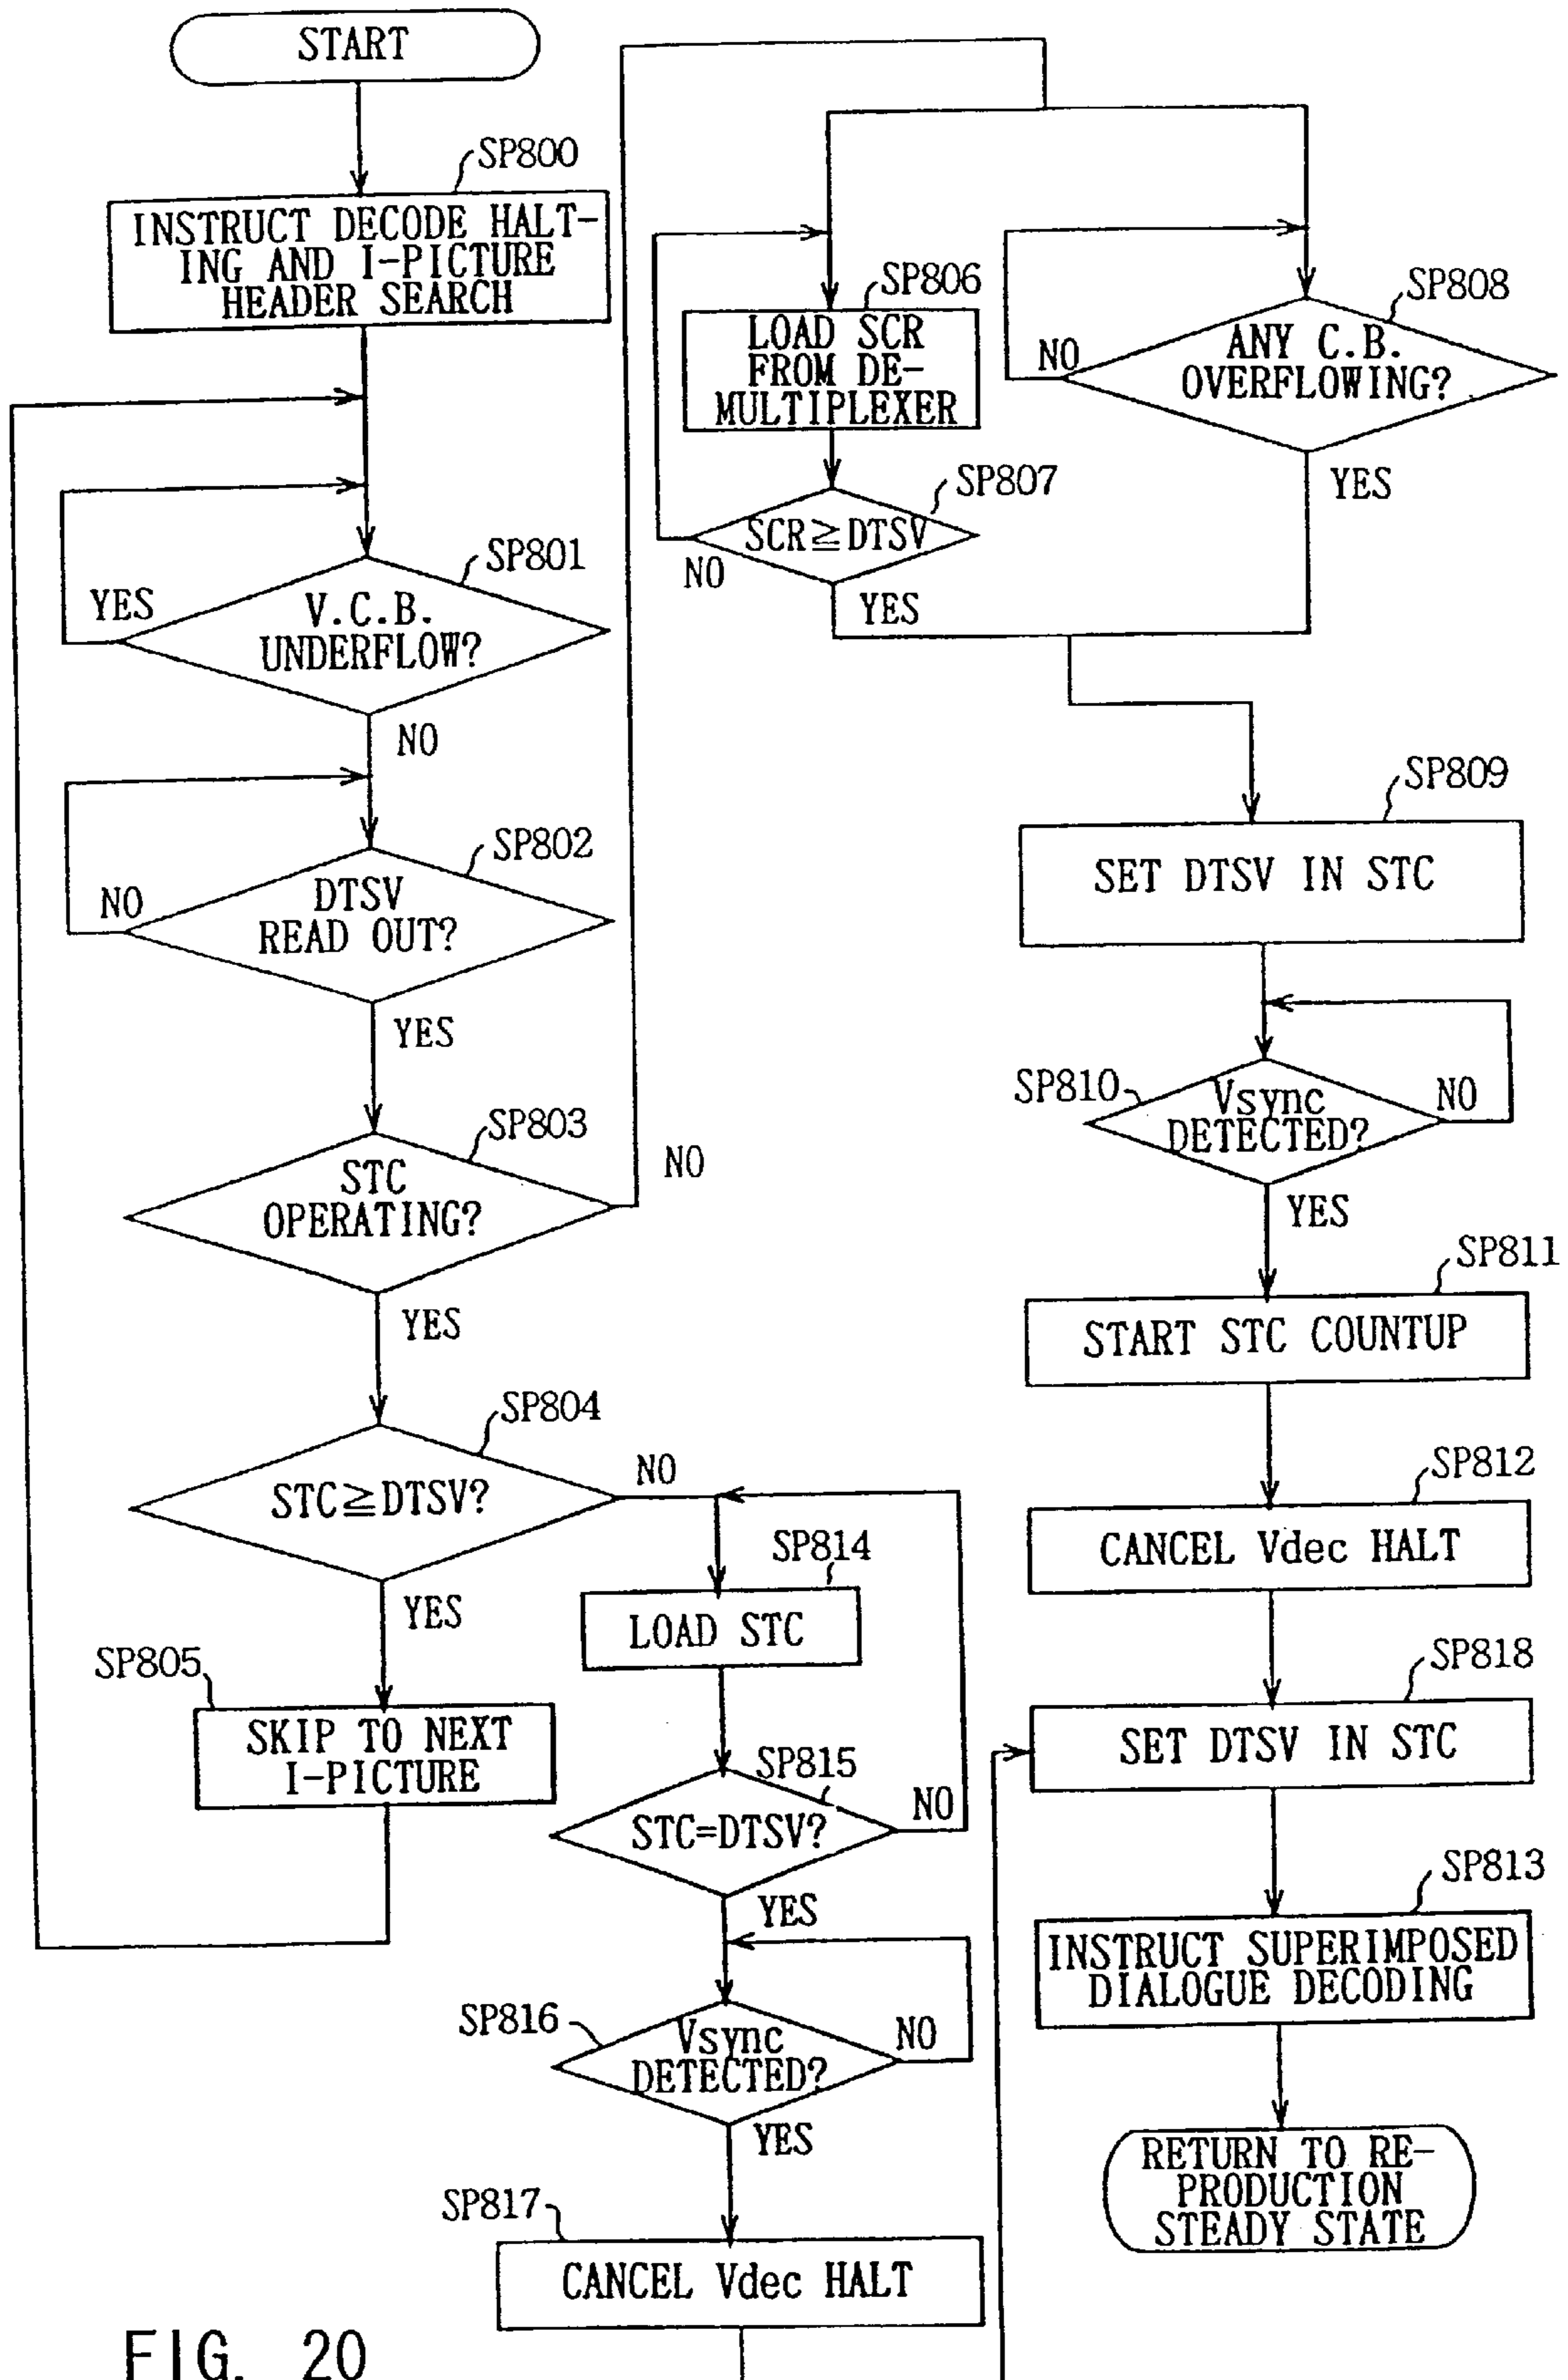 START
SP800
INSTRUCT DECODE HALT-
ING AND I-PICTURE
HEADER SEARCH
SP801
YES
V.C.B.
UNDERFLOW?
NO
SP802
NO
DTSV
READ OUT?
YES
SP803
STC
OPERATING?
NO
YES
SP804
STC≧DTSV?
NO
YES
SP805
SKIP TO NEXT
I-PICTURE
SP814
LOAD STC
SP815
STC=DTSV?
NO
YES
SP816
Vsync
DETECTED?
NO
YES
SP817
CANCEL Vdec HALT
SP806
LOAD SCR
FROM DE-
MULTIPLEXER
SP807
SCR≧DTSV
NO
YES
SP808
ANY C.B.
OVERFLOWING?
NO
YES
SP809
SET DTSV IN STC
SP810
Vsync
DETECTED?
NO
YES
SP811
START STC COUNTUP
SP812
CANCEL Vdec HALT
SP818
SET DTSV IN STC
SP813
INSTRUCT SUPERIMPOSED
DIALOGUE DECODING
RETURN TO RE-
PRODUCTION
STEADY STATE
FIG. 20